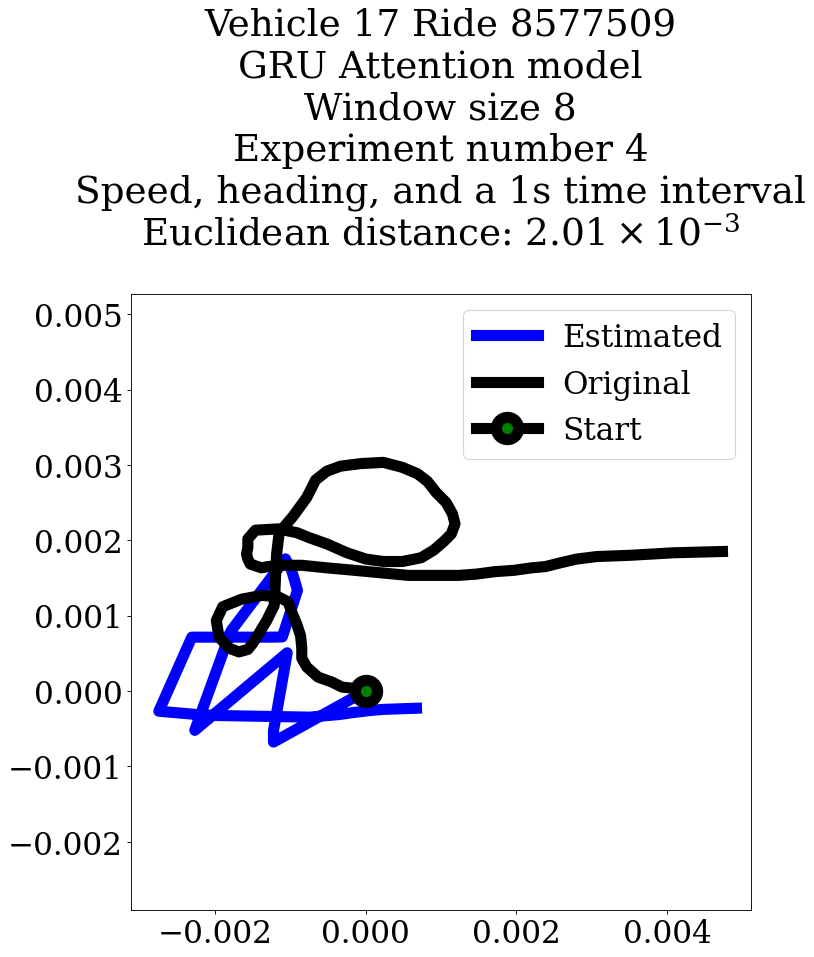 Vehicle 17 Ride 8577509
GRU Attention model
Window size 8
Experiment number 4
Speed, heading, and a 1s time interval
Euclidean distance: 2.01 × 10⁻³
Estimated
Original
Start
0.005
0.004
0.003
0.002
0.001
0.000
−0.001
−0.002
−0.002 0.000 0.002 0.004